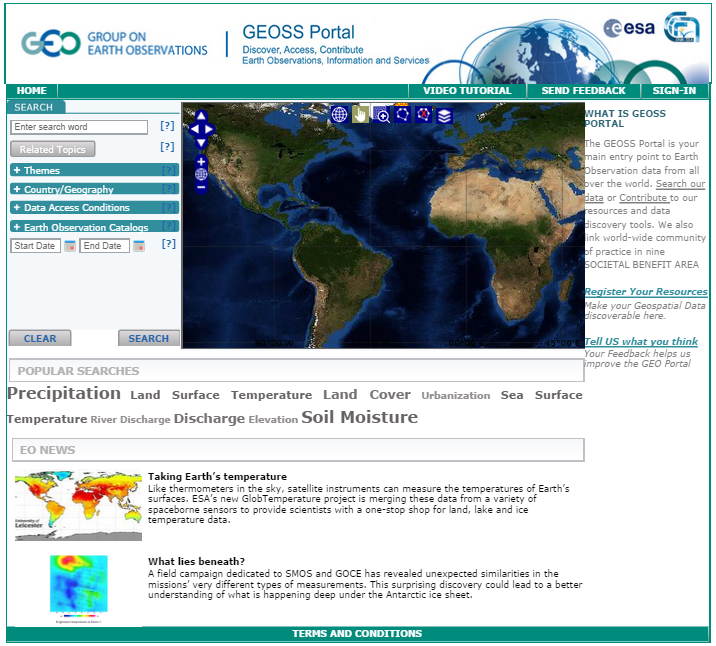 GEO GROUP ON
EARTH OBSERVATIONS
GEOSS Portal
Discover, Access, Contribute
Earth Observations, Information and Services
esa
HOME
VIDEO TUTORIAL
SEND FEEDBACK
SIGN-IN
SEARCH
Enter search word [?]
Related Topics [?]
+ Themes [?]
+ Country/Geography [?]
+ Data Access Conditions [?]
+ Earth Observation Catalogs [?]
Start Date End Date [?]
CLEAR SEARCH
45°00'E
WHAT IS GEOSS
PORTAL
The GEOSS Portal is your
main entry point to Earth
Observation data from all
over the world. Search our
data or Contribute to our
resources and data
discovery tools. We also
link world-wide community
of practice in nine
SOCIETAL BENEFIT AREA
Register Your Resources
Make your Geospatial Data
discoverable here.
Tell US what you think
Your Feedback helps us
improve the GEO Portal
POPULAR SEARCHES
Precipitation Land Surface Temperature Land Cover Urbanization Sea Surface
Temperature River Discharge Discharge Elevation Soil Moisture
EO NEWS
Taking Earth's temperature
Like thermometers in the sky, satellite instruments can measure the temperatures of Earth's
surfaces. ESA's new GlobTemperature project is merging these data from a variety of
spaceborne sensors to provide scientists with a one-stop shop for land, lake and ice
temperature data.
University of
Leicester
What lies beneath?
A field campaign dedicated to SMOS and GOCE has revealed unexpected similarities in the
missions' very different types of measurements. This surprising discovery could lead to a better
understanding of what is happening deep under the Antarctic ice sheet.
TERMS AND CONDITIONS